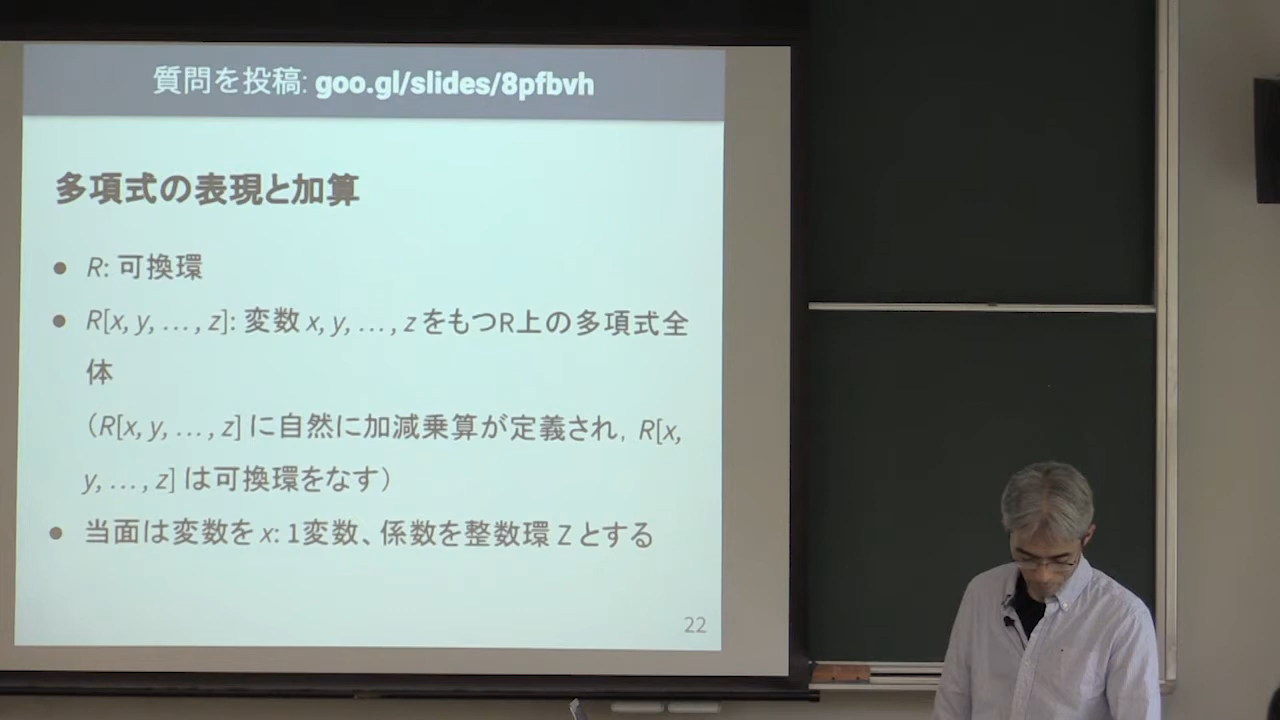 質問を投稿: goo.gl/slides/8pfbvh
多項式の表現と加算
● R: 可換環
● R[x, y, …, z]: 変数 x, y, …, z をもつR上の多項式全
体
（R[x, y, …, z] に自然に加減乗算が定義され，R[x,
y, …, z] は可換環をなす）
● 当面は変数を x: 1変数、係数を整数環 Z とする
22